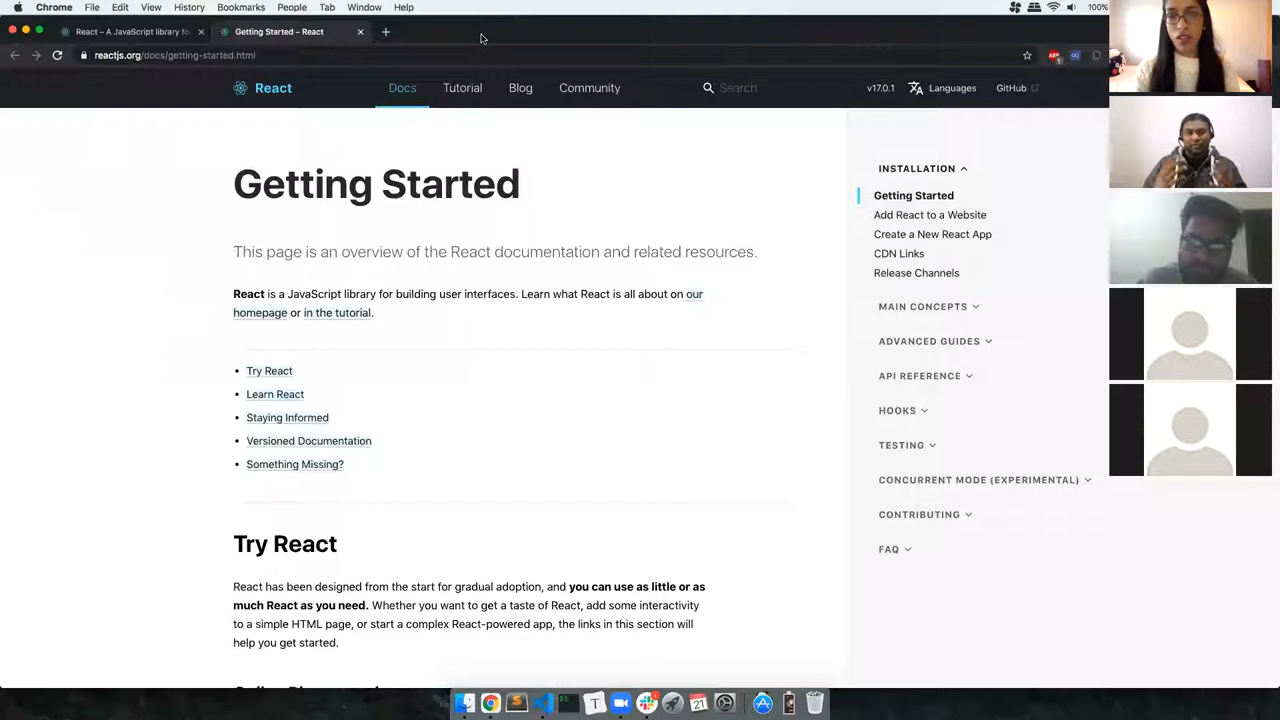 Chrome File Edit View History Bookmarks People Tab Window Help 100%
React – A JavaScript library fo
Getting Started – React
reactjs.org/docs/getting-started.html
React Docs Tutorial Blog Community Search v17.0.1 Languages GitHub
Getting Started
This page is an overview of the React documentation and related resources.
React is a JavaScript library for building user interfaces. Learn what React is all about on our
homepage or in the tutorial.
Try React
Learn React
Staying Informed
Versioned Documentation
Something Missing?
Try React
React has been designed from the start for gradual adoption, and you can use as little or as
much React as you need. Whether you want to get a taste of React, add some interactivity
to a simple HTML page, or start a complex React-powered app, the links in this section will
help you get started.
INSTALLATION
Getting Started
Add React to a Website
Create a New React App
CDN Links
Release Channels
MAIN CONCEPTS
ADVANCED GUIDES
API REFERENCE
HOOKS
TESTING
CONCURRENT MODE (EXPERIMENTAL)
CONTRIBUTING
FAQ
21